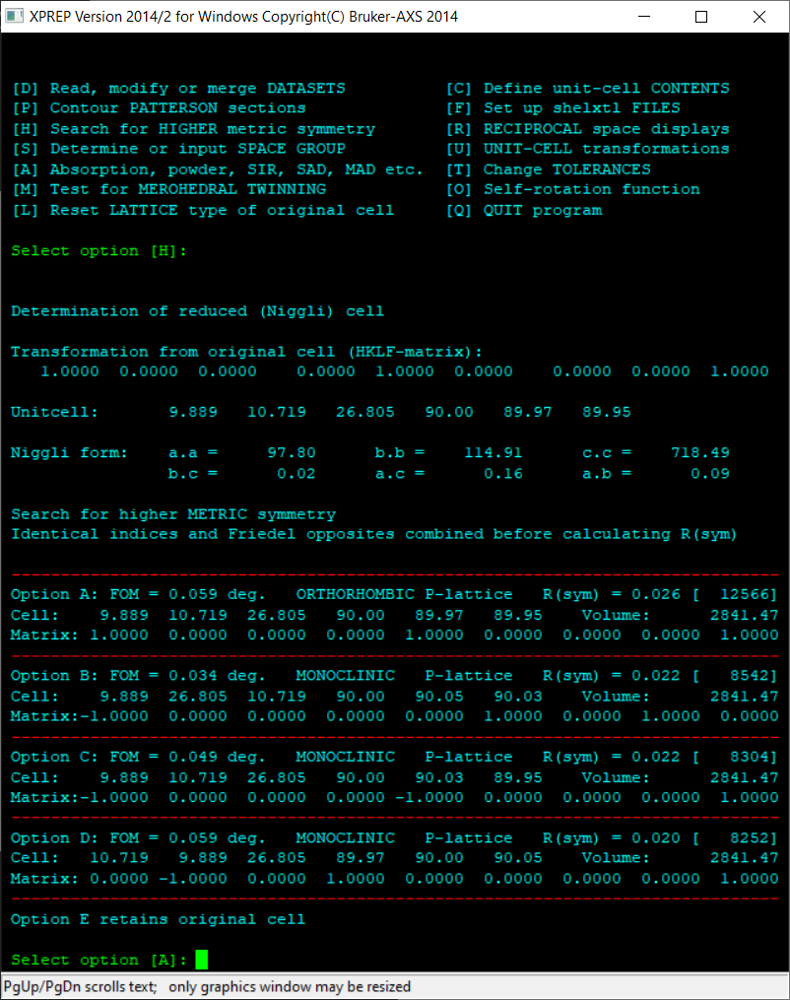 XPREP Version 2014/2 for Windows Copyright(C) Bruker-AXS 2014
[D] Read, modify or merge DATASETS [C] Define unit-cell CONTENTS
[P] Contour PATTERSON sections [F] Set up shelxtl FILES
[H] Search for HIGHER metric symmetry [R] RECIPROCAL space displays
[S] Determine or input SPACE GROUP [U] UNIT-CELL transformations
[A] Absorption, powder, SIR, SAD, MAD etc. [T] Change TOLERANCES
[M] Test for MEROHEDRAL TWINNING [O] Self-rotation function
[L] Reset LATTICE type of original cell [Q] QUIT program
Select option [H]:
Determination of reduced (Niggli) cell
Transformation from original cell (HKLF-matrix):
1.0000 0.0000 0.0000 0.0000 1.0000 0.0000 0.0000 0.0000 1.0000
Unitcell: 9.889 10.719 26.805 90.00 89.97 89.95
Niggli form: a.a = 97.80 b.b = 114.91 c.c = 718.49
b.c = 0.02 a.c = 0.16 a.b = 0.09
Search for higher METRIC symmetry
Identical indices and Friedel opposites combined before calculating R(sym)
------------------------------------------------------------------------------
Option A: FOM = 0.059 deg. ORTHORHOMBIC P-lattice R(sym) = 0.026 [ 12566]
Cell: 9.889 10.719 26.805 90.00 89.97 89.95 Volume: 2841.47
Matrix: 1.0000 0.0000 0.0000 0.0000 1.0000 0.0000 0.0000 0.0000 1.0000
------------------------------------------------------------------------------
Option B: FOM = 0.034 deg. MONOCLINIC P-lattice R(sym) = 0.022 [ 8542]
Cell: 9.889 26.805 10.719 90.00 90.05 90.03 Volume: 2841.47
Matrix:-1.0000 0.0000 0.0000 0.0000 0.0000 1.0000 0.0000 1.0000 0.0000
------------------------------------------------------------------------------
Option C: FOM = 0.049 deg. MONOCLINIC P-lattice R(sym) = 0.022 [ 8304]
Cell: 9.889 10.719 26.805 90.00 90.03 89.95 Volume: 2841.47
Matrix:-1.0000 0.0000 0.0000 0.0000 -1.0000 0.0000 0.0000 0.0000 1.0000
------------------------------------------------------------------------------
Option D: FOM = 0.059 deg. MONOCLINIC P-lattice R(sym) = 0.020 [ 8252]
Cell: 10.719 9.889 26.805 89.97 90.00 90.05 Volume: 2841.47
Matrix: 0.0000 -1.0000 0.0000 1.0000 0.0000 0.0000 0.0000 0.0000 1.0000
------------------------------------------------------------------------------
Option E retains original cell
Select option [A]:
PgUp/PgDn scrolls text; only graphics window may be resized